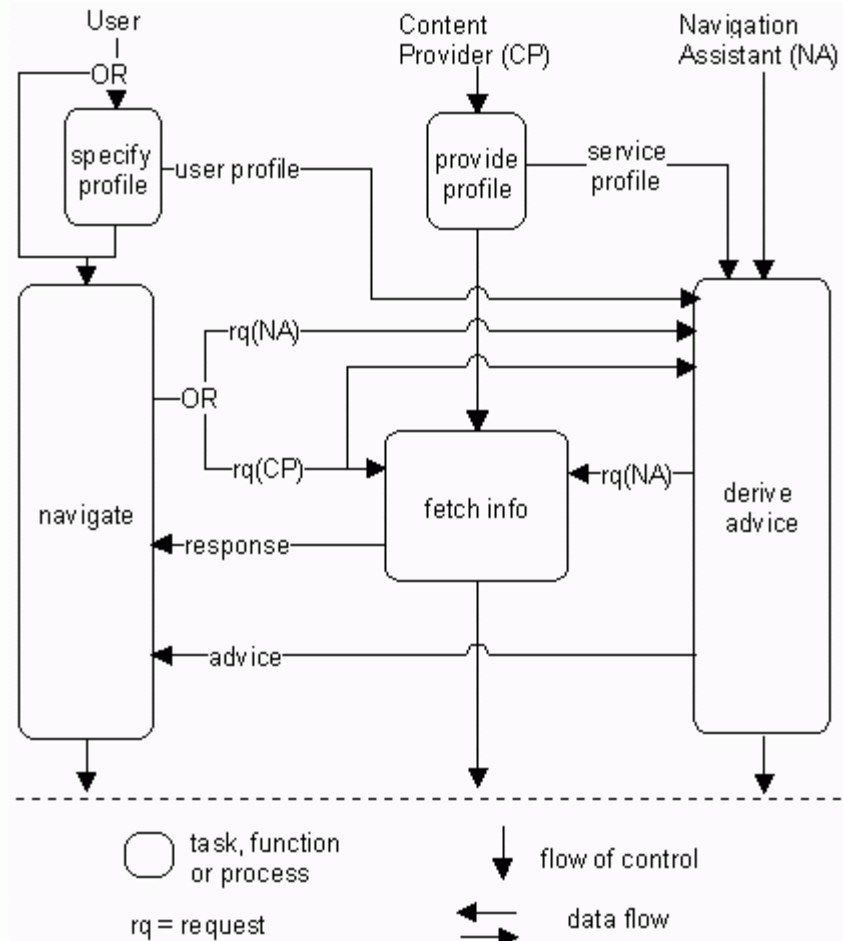 User
Content
Provider (CP)
Navigation
Assistant (NA)
OR
specify
profile
user profile
provide
profile
service
profile
rq(NA)
OR
rq(CP)
rq(NA)
navigate
fetch info
derive
advice
response
advice
task, function
or process
flow of control
rq = request
data flow